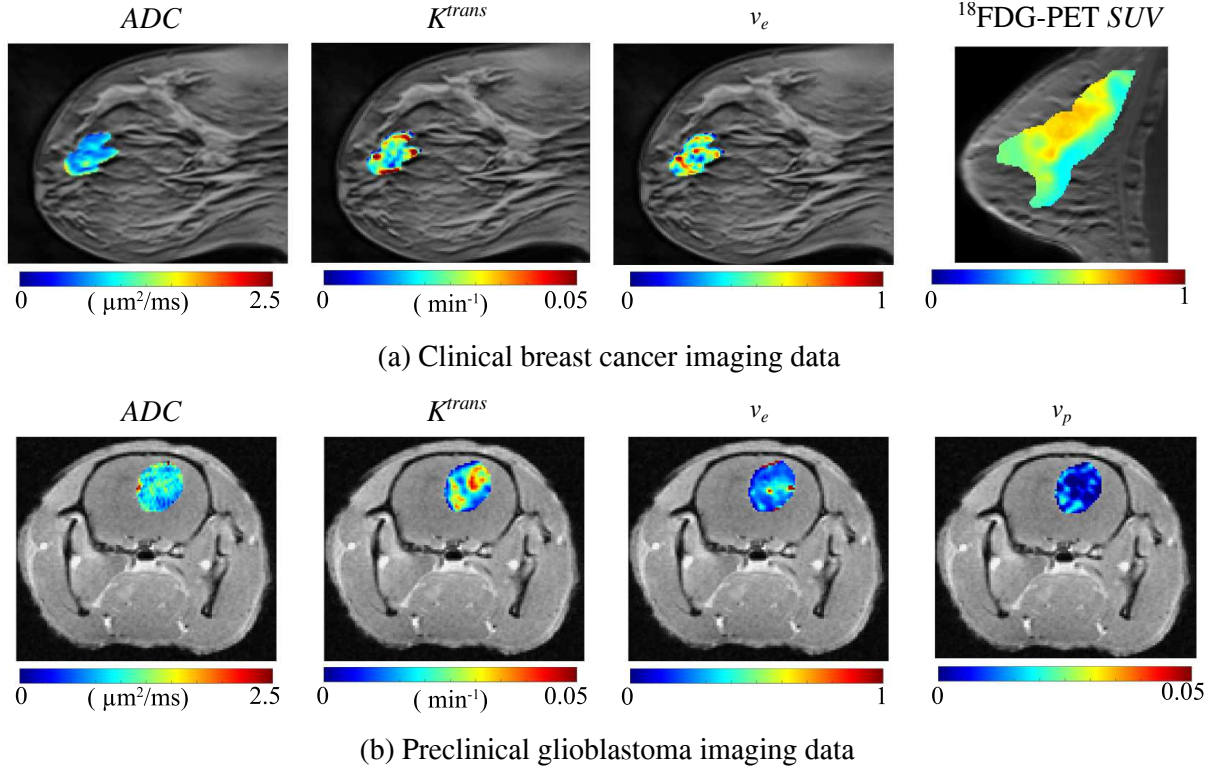 ADC K^trans v_e ¹⁸FDG-PET SUV
0 ( µm²/ms) 2.5 0 ( min⁻¹) 0.05 0 1 0 1
(a) Clinical breast cancer imaging data
ADC K^trans v_e v_p
0 ( µm²/ms) 2.5 0 ( min⁻¹) 0.05 0 1 0 0.05
(b) Preclinical glioblastoma imaging data